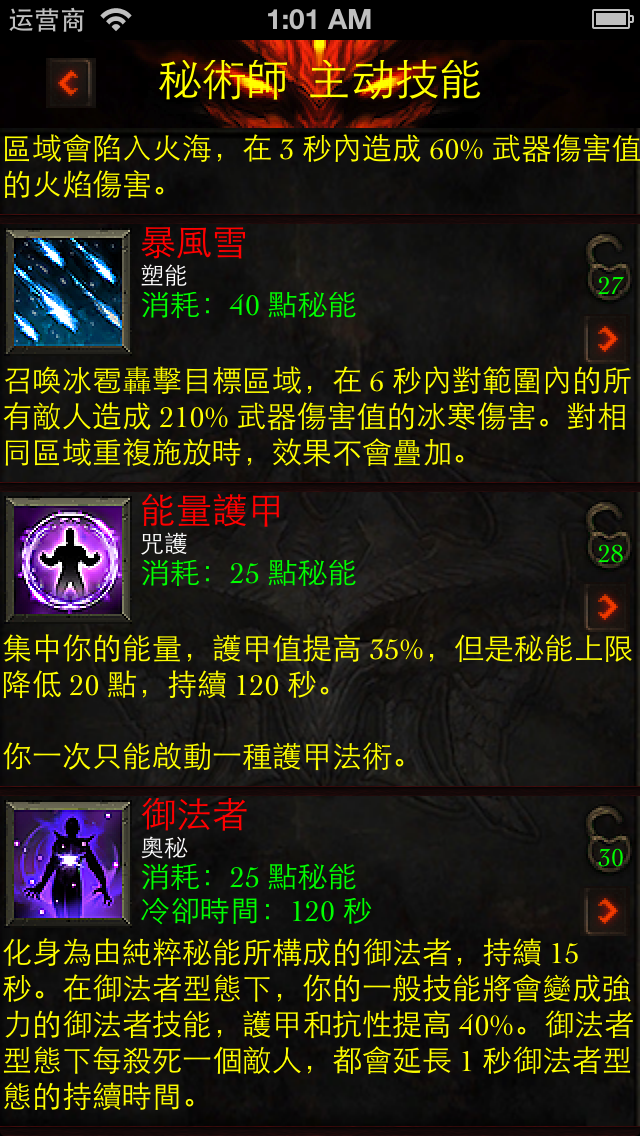 运营商 1:01 AM
秘術師 主动技能
區域會陷入火海，在 3 秒內造成 60% 武器傷害值
的火焰傷害。
暴風雪
塑能
消耗：40 點秘能
27
召喚冰雹轟擊目標區域，在 6 秒內對範圍內的所
有敵人造成 210% 武器傷害值的冰寒傷害。對相
同區域重複施放時，效果不會疊加。
能量護甲
咒護
消耗：25 點秘能
28
集中你的能量，護甲值提高 35%，但是秘能上限
降低 20 點，持續 120 秒。
你一次只能啟動一種護甲法術。
御法者
奧秘
消耗：25 點秘能
冷卻時間：120 秒
30
化身為由純粹秘能所構成的御法者，持續 15
秒。在御法者型態下，你的一般技能將會變成強
力的御法者技能，護甲和抗性提高 40%。御法者
型態下每殺死一個敵人，都會延長 1 秒御法者型
態的持續時間。